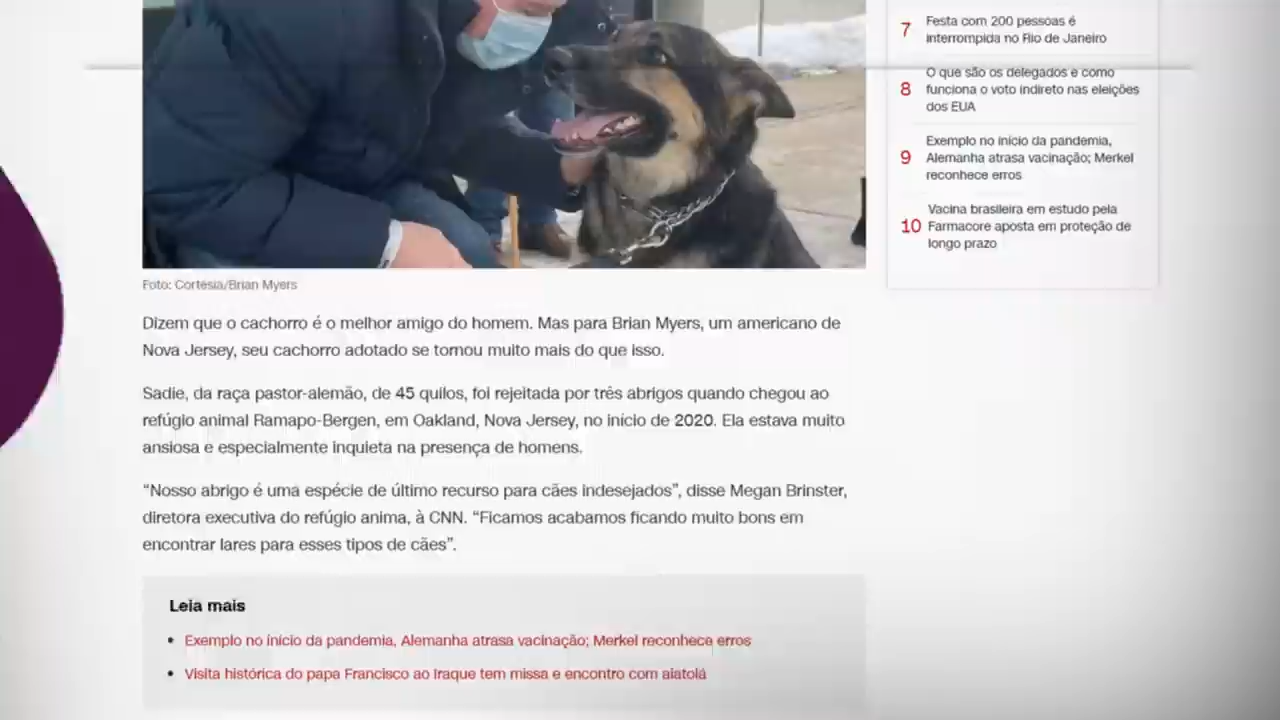 7 Festa com 200 pessoas é
interrompida no Rio de Janeiro
8 O que são os delegados e como
funciona o voto indireto nas eleições
dos EUA
9 Exemplo no início da pandemia,
Alemanha atrasa vacinação; Merkel
reconhece erros
10 Vacina brasileira em estudo pela
Farmacore aposta em proteção de
longo prazo
Foto: Cortesia/Brian Myers
Dizem que o cachorro é o melhor amigo do homem. Mas para Brian Myers, um americano de
Nova Jersey, seu cachorro adotado se tornou muito mais do que isso.
Sadie, da raça pastor-alemão, de 45 quilos, foi rejeitada por três abrigos quando chegou ao
refúgio animal Ramapo-Bergen, em Oakland, Nova Jersey, no início de 2020. Ela estava muito
ansiosa e especialmente inquieta na presença de homens.
“Nosso abrigo é uma espécie de último recurso para cães indesejados”, disse Megan Brinster,
diretora executiva do refúgio anima, à CNN. “Ficamos acabamos ficando muito bons em
encontrar lares para esses tipos de cães”.
Leia mais
• Exemplo no início da pandemia, Alemanha atrasa vacinação; Merkel reconhece erros
• Visita histórica do papa Francisco ao Iraque tem missa e encontro com aiatolá